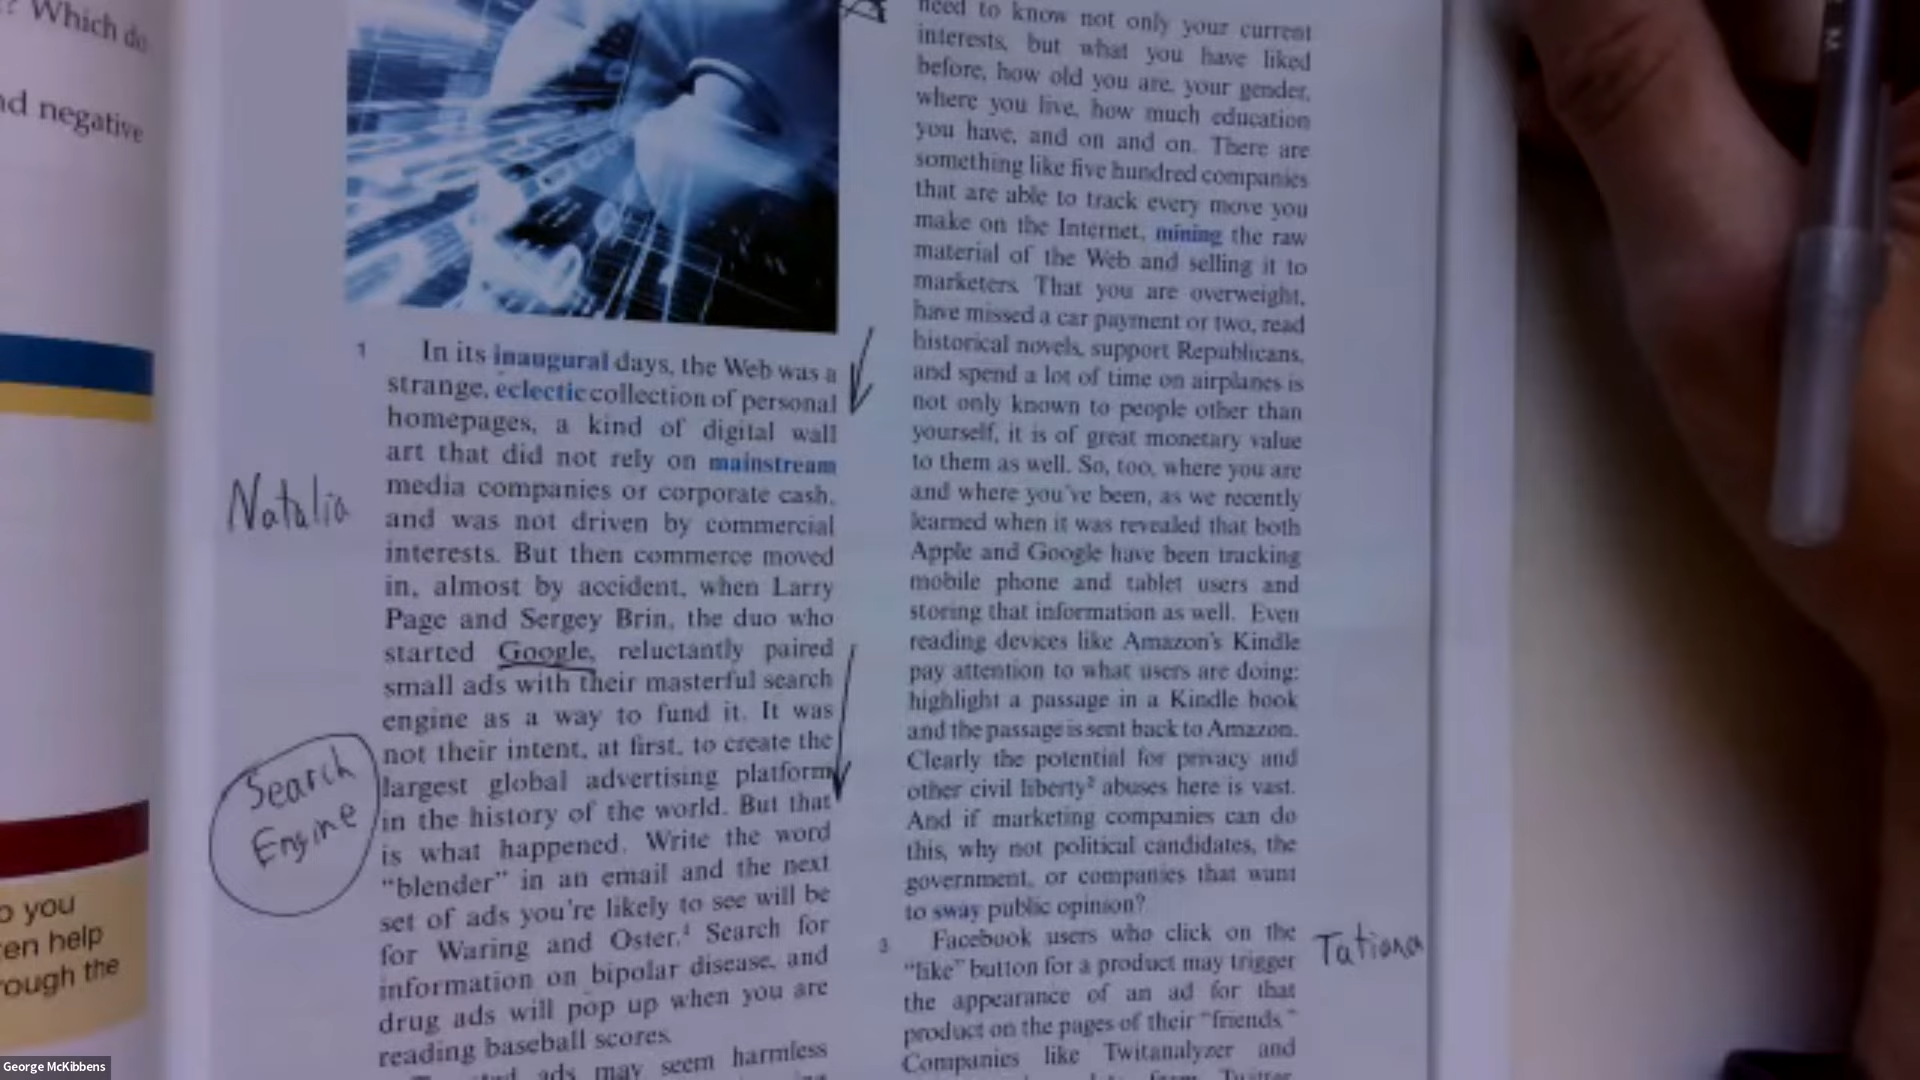 ? Which do
nd negative
o you
en help
rough the
Natalia
Search
Engine
1
In its inaugural days, the Web was a
strange, eclectic collection of personal
homepages, a kind of digital wall
art that did not rely on mainstream
media companies or corporate cash,
and was not driven by commercial
interests. But then commerce moved
in, almost by accident, when Larry
Page and Sergey Brin, the duo who
started Google, reluctantly paired
small ads with their masterful search
engine as a way to fund it. It was
not their intent, at first, to create the
largest global advertising platform
in the history of the world. But that
is what happened. Write the word
“blender” in an email and the next
set of ads you’re likely to see will be
for Waring and Oster.¹ Search for
information on bipolar disease, and
drug ads will pop up when you are
reading baseball scores.
ads may seem harmless
need to know not only your current
interests, but what you have liked
before, how old you are, your gender,
where you live, how much education
you have, and on and on. There are
something like five hundred companies
that are able to track every move you
make on the Internet, mining the raw
material of the Web and selling it to
marketers. That you are overweight,
have missed a car payment or two, read
historical novels, support Republicans,
and spend a lot of time on airplanes is
not only known to people other than
yourself, it is of great monetary value
to them as well. So, too, where you are
and where you’ve been, as we recently
learned when it was revealed that both
Apple and Google have been tracking
mobile phone and tablet users and
storing that information as well. Even
reading devices like Amazon’s Kindle
pay attention to what users are doing:
highlight a passage in a Kindle book
and the passage is sent back to Amazon.
Clearly the potential for privacy and
other civil liberty² abuses here is vast.
And if marketing companies can do
this, why not political candidates, the
government, or companies that want
to sway public opinion?
3
Facebook users who click on the
“like” button for a product may trigger
the appearance of an ad for that
product on the pages of their “friends.”
Companies like Twitanalyzer and
Tatiana
George McKibbens